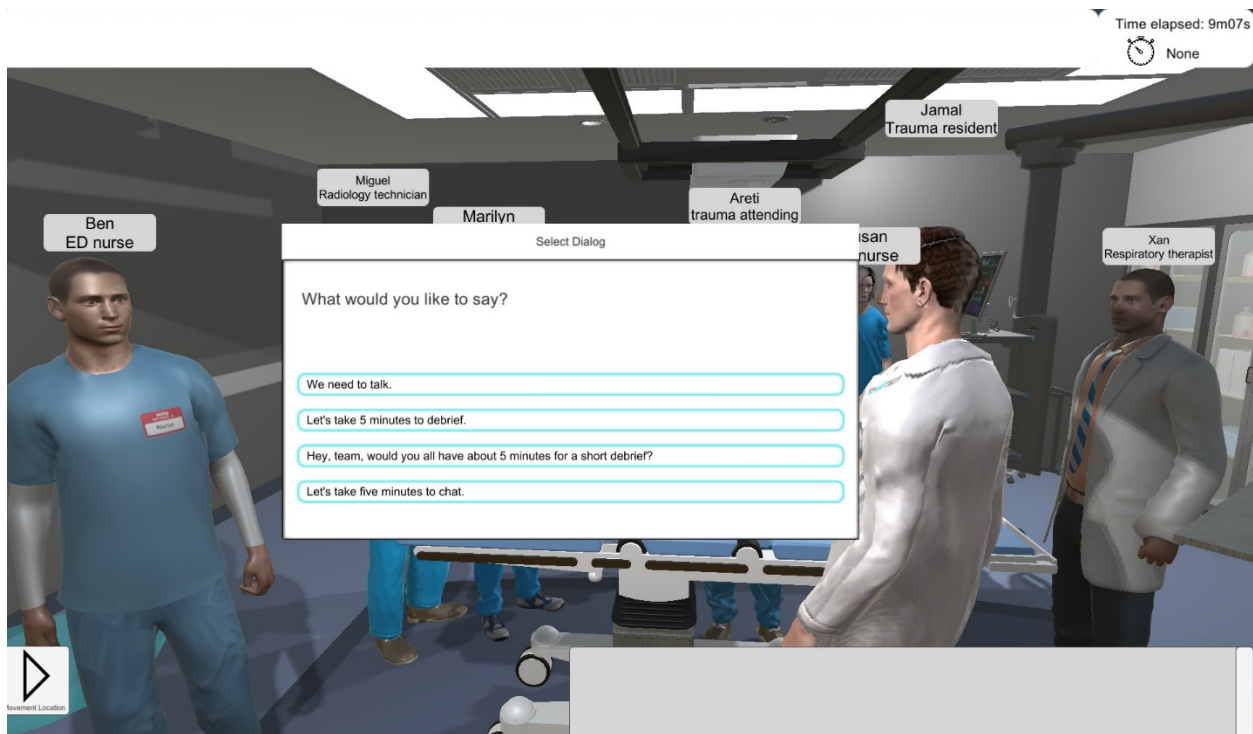 Time elapsed: 9m07s
None
Jamal
Trauma resident
Miguel
Radiology technician
Areti
trauma attending
Marilyn
Ben
ED nurse
usan
nurse
Xan
Respiratory therapist
Select Dialog
What would you like to say?
We need to talk.
Let's take 5 minutes to debrief.
Hey, team, would you all have about 5 minutes for a short debrief?
Let's take five minutes to chat.
Movement Location